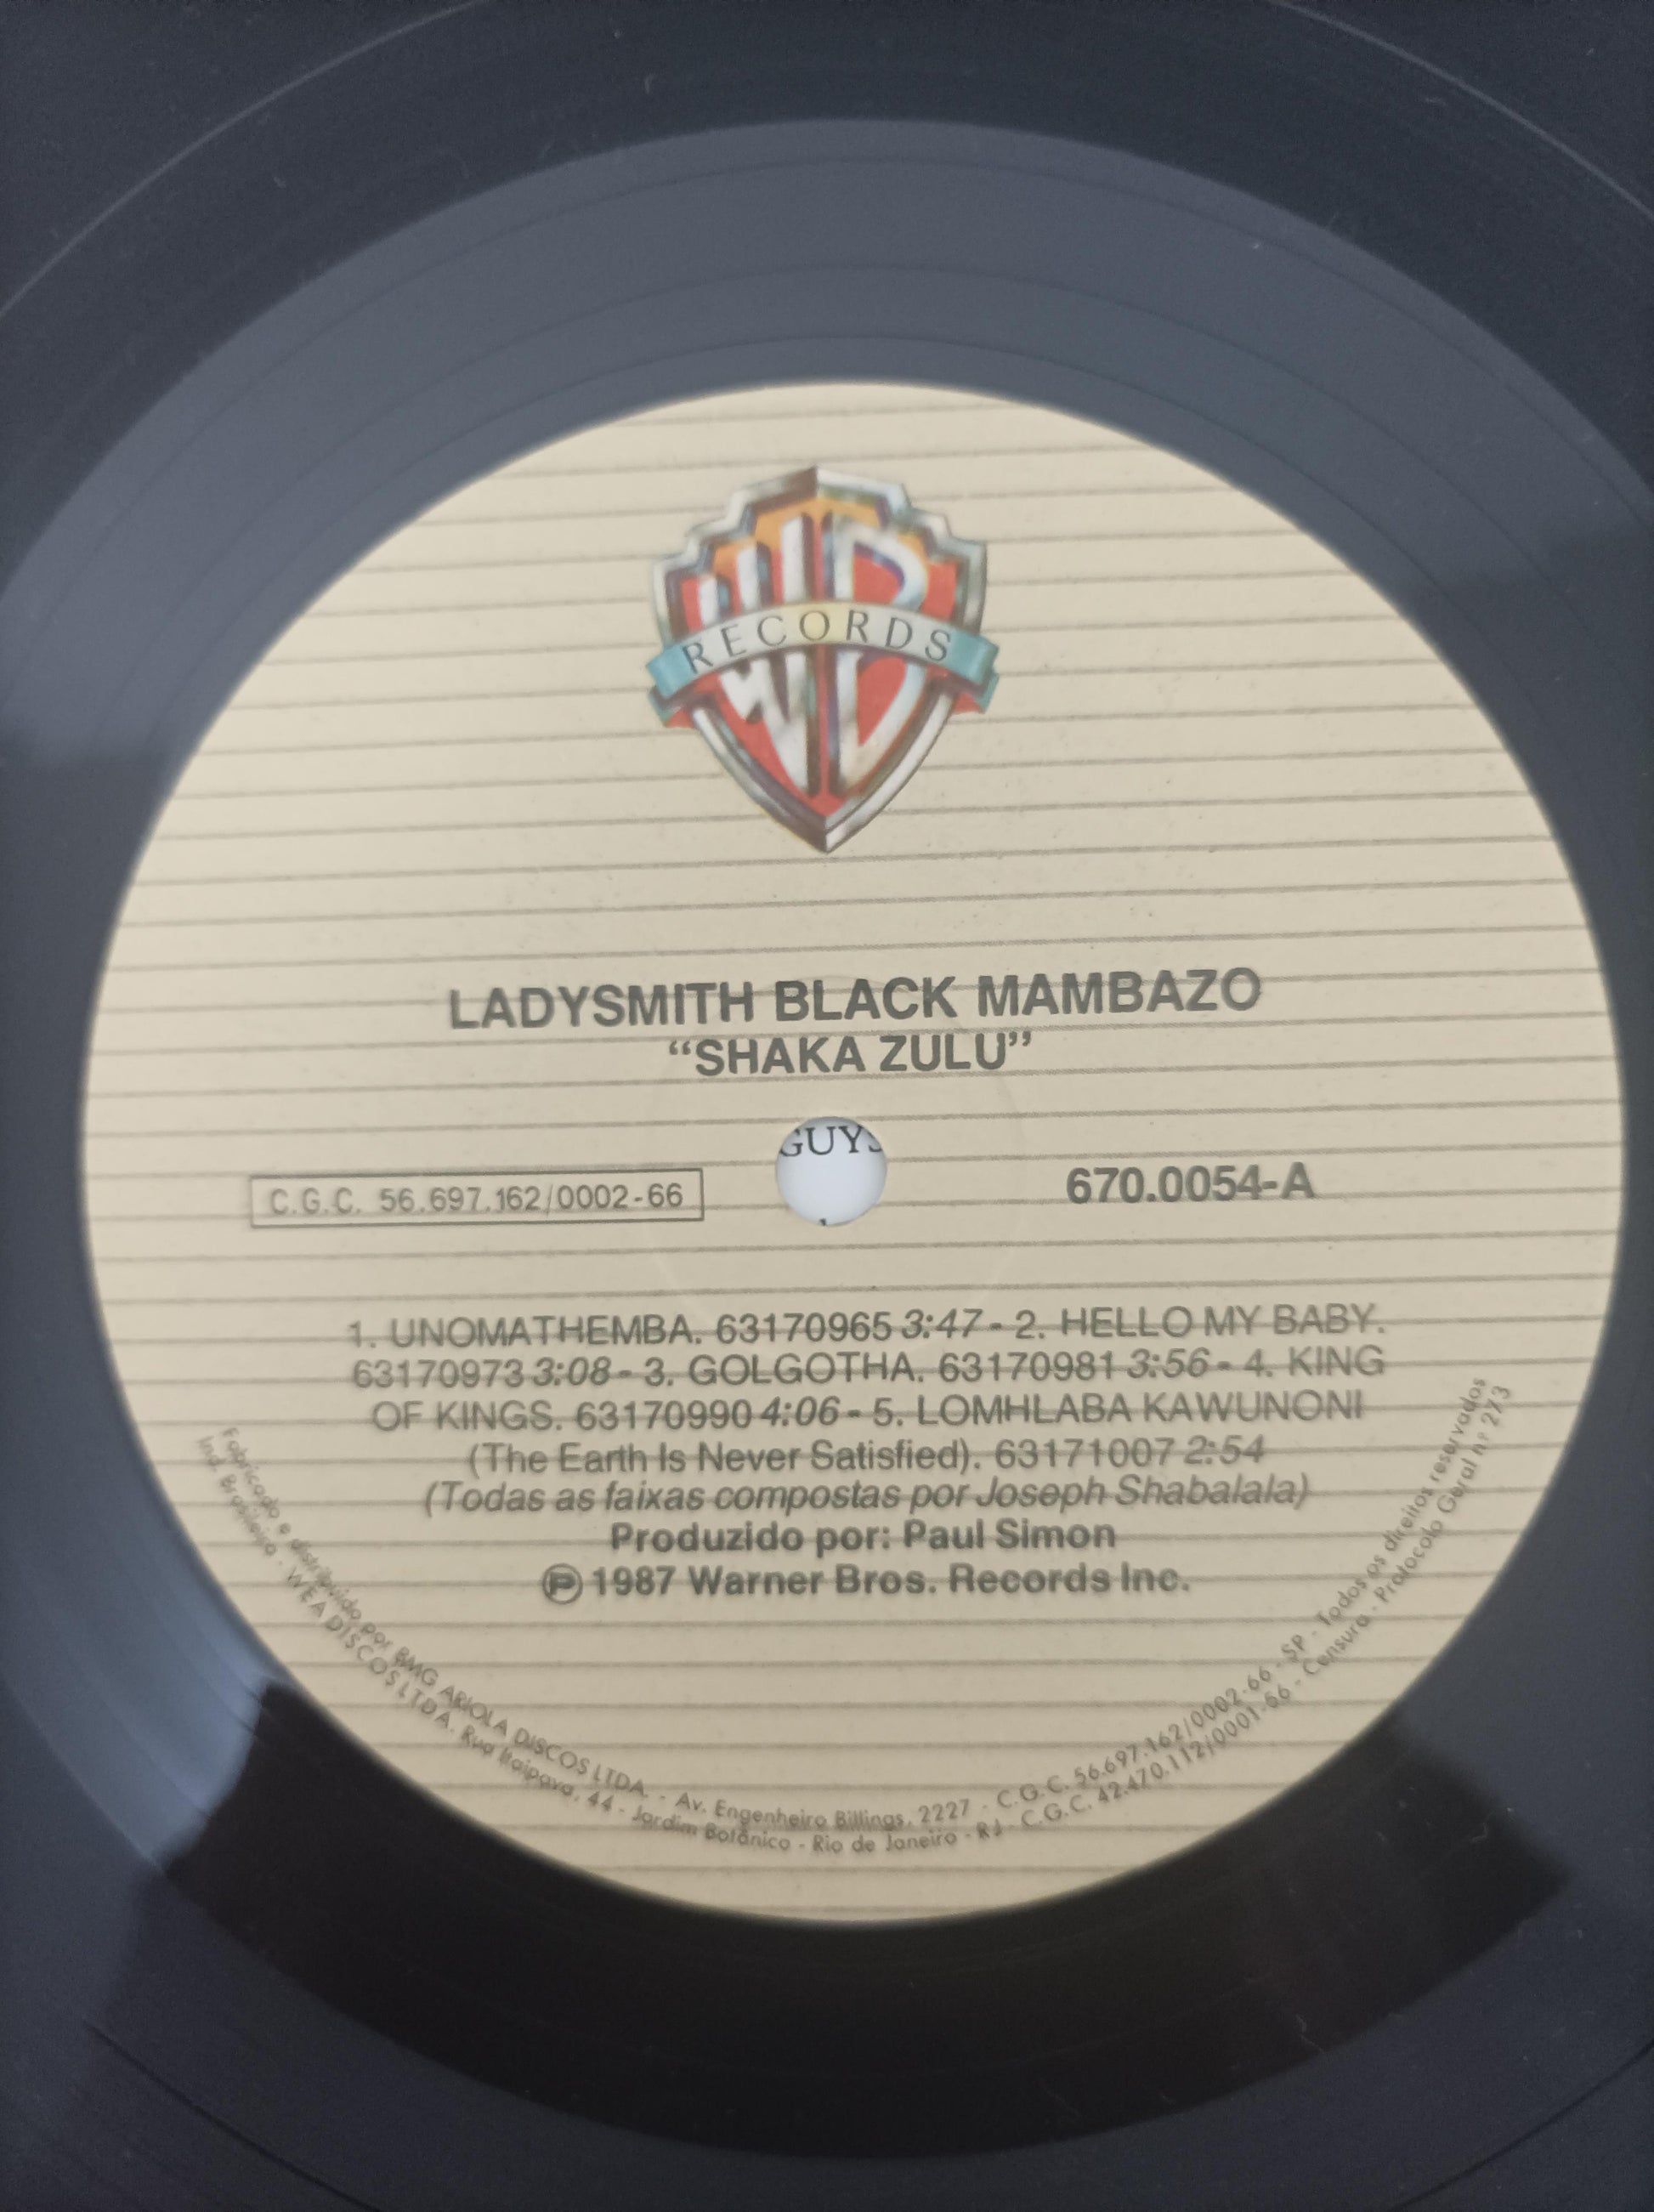 WB
RECORDS
LADYSMITH BLACK MAMBAZO
“SHAKA ZULU”
GUYS
C.G.C. 56.697.162/0002-66
670.0054-A
1. UNOMATHEMBA. 63170965 3:47 - 2. HELLO MY BABY.
63170973 3:08 - 3. GOLGOTHA. 63170981 3:56 - 4. KING
OF KINGS. 63170990 4:06 - 5. LOMHLABA KAWUNONI
(The Earth Is Never Satisfied). 63171007 2:54
(Todas as faixas compostas por Joseph Shabalala)
Produzido por: Paul Simon
Ⓟ 1987 Warner Bros. Records Inc.
Fabricado e distribuído por BMG ARIOLA DISCOS LTDA. - Av. Engenheiro Billings, 2227 - C.G.C. 56.697.162/0002-66 - SP - Todos os direitos reservados
Ind. Brasileira - WEA DISCOS LTDA. Rua Itaipava, 44 - Jardim Botânico - Rio de Janeiro - RJ - C.G.C. 42.470.112/0001-56 - Censura - Protocolo Geral nº 273